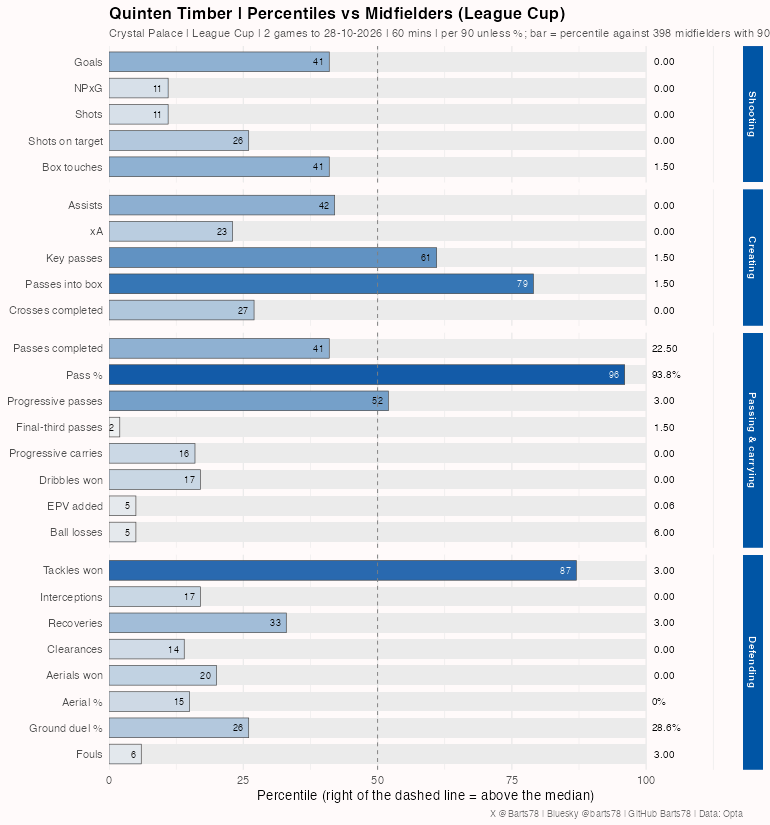 Quinten Timber | Percentiles vs Midfielders (League Cup)
Crystal Palace | League Cup | 2 games to 28-10-2026 | 60 mins | per 90 unless %; bar = percentile against 398 midfielders with 90
Goals 41 0.00
NPxG 11 0.00
Shots 11 0.00
Shots on target 26 0.00
Box touches 41 1.50
Shooting
Assists 42 0.00
xA 23 0.00
Key passes 61 1.50
Passes into box 79 1.50
Crosses completed 27 0.00
Creating
Passes completed 41 22.50
Pass % 96 93.8%
Progressive passes 52 3.00
Final-third passes 2 1.50
Progressive carries 16 0.00
Dribbles won 17 0.00
EPV added 5 0.06
Ball losses 5 6.00
Passing & carrying
Tackles won 87 3.00
Interceptions 17 0.00
Recoveries 33 3.00
Clearances 14 0.00
Aerials won 20 0.00
Aerial % 15 0%
Ground duel % 26 28.6%
Fouls 6 3.00
Defending
0 25 50 75 100
Percentile (right of the dashed line = above the median)
X @Barts78 | Bluesky @barts78 | GitHub Barts78 | Data: Opta